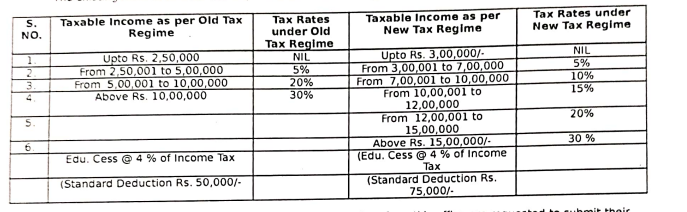 S. NO.
Taxable Income as per Old Tax Regime
Tax Rates under Old Tax Regime
Taxable Income as per New Tax Regime
Tax Rates under New Tax Regime
1. Upto Rs. 2,50,000 NIL Upto Rs. 3,00,000/- NIL
2. From 2,50,001 to 5,00,000 5% From 3,00,001 to 7,00,000 5%
3. From 5,00,001 to 10,00,000 20% From 7,00,001 to 10,00,000 10%
4. Above Rs. 10,00,000 30% From 10,00,001 to 12,00,000 15%
5. From 12,00,001 to 15,00,000 20%
6. Above Rs. 15,00,000/- 30 %
Edu. Cess @ 4 % of Income Tax (Edu. Cess @ 4 % of Income Tax
(Standard Deduction Rs. 50,000/- (Standard Deduction Rs. 75,000/-